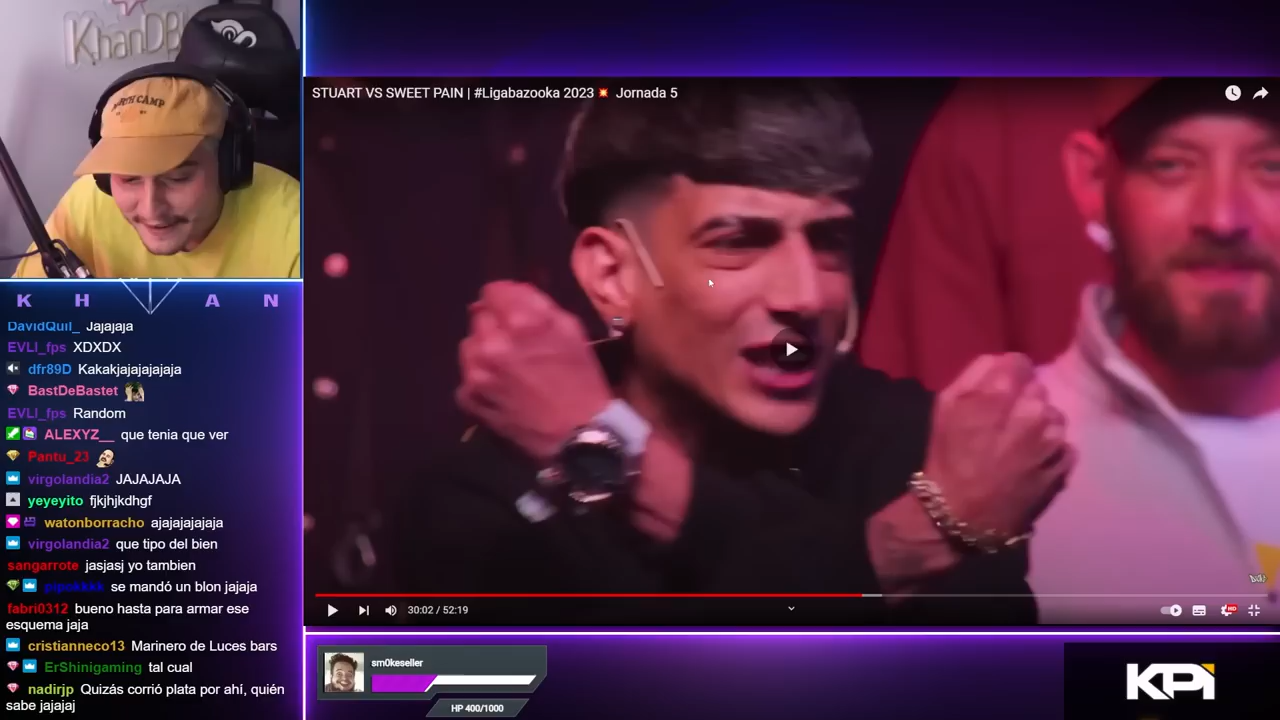 KhanDB
NORTH CAMP
K H A N
DavidQuil_ Jajajaja
EVLI_fps XDXDX
dfr89D Kakakjajajajajaja
BastDeBastet
EVLI_fps Random
ALEXYZ__ que tenia que ver
Pantu_23
virgolandia2 JAJAJAJA
yeyeyito fjkjhjkdhgf
watonborracho ajajajajajaja
virgolandia2 que tipo del bien
sangarrote jasjasj yo tambien
se mandó un blon jajaja
fabri0312 bueno hasta para armar ese
esquema jaja
cristianneco13 Marinero de Luces bars
ErShinigaming tal cual
nadirjp Quizás corrió plata por ahí, quién
sabe jajajaj
STUART VS SWEET PAIN | #Ligabazooka 2023💥 Jornada 5
30:02 / 52:19
HD
sm0keseller
HP 400/1000
KPI